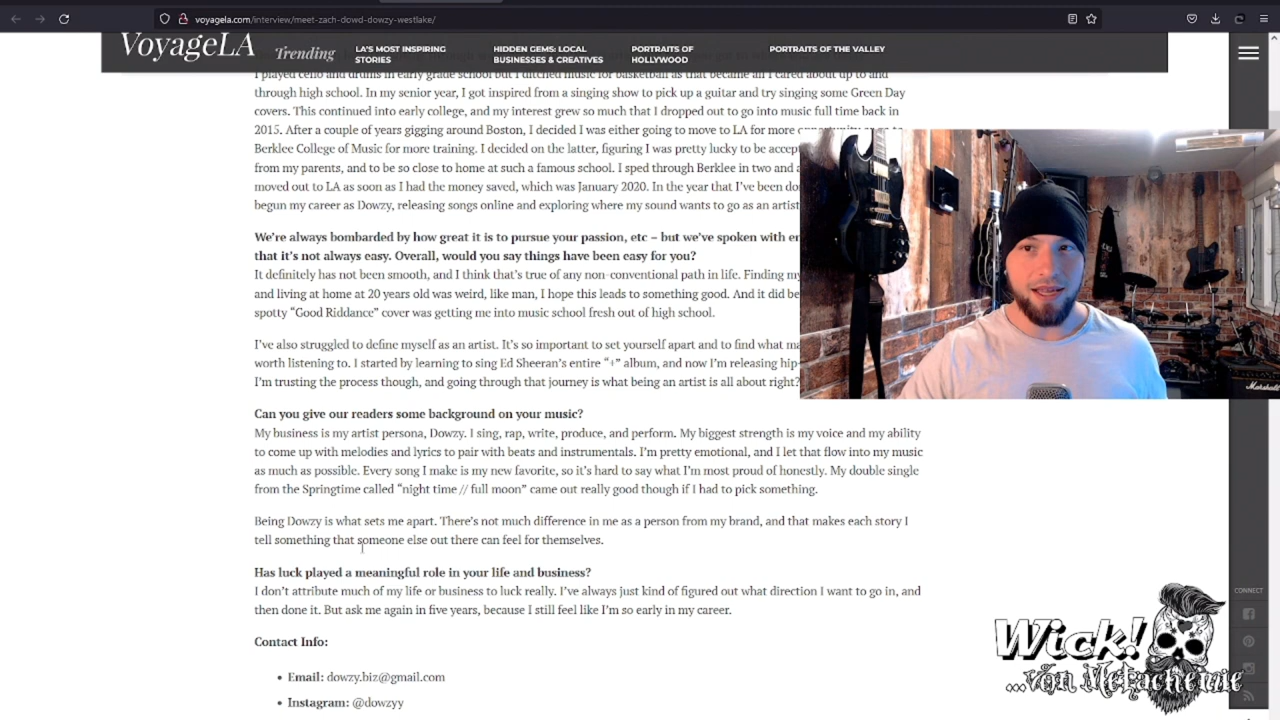 voyagela.com/interview/meet-zach-dowd-dowzy-westlake/
VoyageLA
Trending
LA'S MOST INSPIRING
STORIES
HIDDEN GEMS: LOCAL
BUSINESSES & CREATIVES
PORTRAITS OF
HOLLYWOOD
PORTRAITS OF THE VALLEY
I played cello and drums in early grade school but I ditched music for basketball as that became all I cared about up to and
through high school. In my senior year, I got inspired from a singing show to pick up a guitar and try singing some Green Day
covers. This continued into early college, and my interest grew so much that I dropped out to go into music full time back in
2015. After a couple of years gigging around Boston, I decided I was either going to move to LA for more
Berklee College of Music for more training. I decided on the latter, figuring I was pretty lucky to be
from my parents, and to be so close to home at such a famous school. I sped through Berklee in two and
moved out to LA as soon as I had the money saved, which was January 2020. In the year that I've been
begun my career as Dowzy, releasing songs online and exploring where my sound wants to go as an artist
We're always bombarded by how great it is to pursue your passion, etc – but we've spoken with
that it's not always easy. Overall, would you say things have been easy for you?
It definitely has not been smooth, and I think that's true of any non-conventional path in life. Finding
and living at home at 20 years old was weird, like man, I hope this leads to something good. And it did
spotty “Good Riddance” cover was getting me into music school fresh out of high school.
I've also struggled to define myself as an artist. It's so important to set yourself apart and to find what
worth listening to. I started by learning to sing Ed Sheeran's entire “+” album, and now I'm releasing hip-
I'm trusting the process though, and going through that journey is what being an artist is all about right?
Can you give our readers some background on your music?
My business is my artist persona, Dowzy. I sing, rap, write, produce, and perform. My biggest strength is my voice and my ability
to come up with melodies and lyrics to pair with beats and instrumentals. I'm pretty emotional, and I let that flow into my music
as much as possible. Every song I make is my new favorite, so it's hard to say what I'm most proud of honestly. My double single
from the Springtime called “night time // full moon” came out really good though if I had to pick something.
Being Dowzy is what sets me apart. There's not much difference in me as a person from my brand, and that makes each story I
tell something that someone else out there can feel for themselves.
Has luck played a meaningful role in your life and business?
I don't attribute much of my life or business to luck really. I've always just kind of figured out what direction I want to go in, and
then done it. But ask me again in five years, because I still feel like I'm so early in my career.
Contact Info:
Email: dowzy.biz@gmail.com
Instagram: @dowzyy
CONNECT
Marshall
Wick!
...von McEachemie